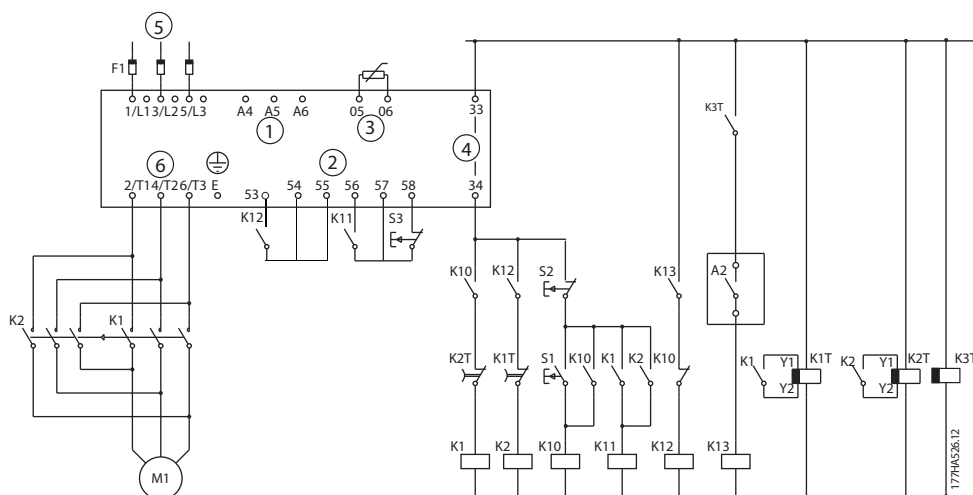 5
F1
1/L1 3/L2 5/L3 A4 A5 A6 05 06 33
1 3
4
6 2
2/T1 4/T2 6/T3 E 53 54 55 56 57 58 34
K12 K11 S3
K3T
K10 K12 S2 K13 A2
K2 K1
K2T K1T S1 K10 K1 K2 K10 K1 Y1 K1T K2 Y1 K2T K3T
Y2 Y2
K1 K2 K10 K11 K12 K13
M1
177HA526.12